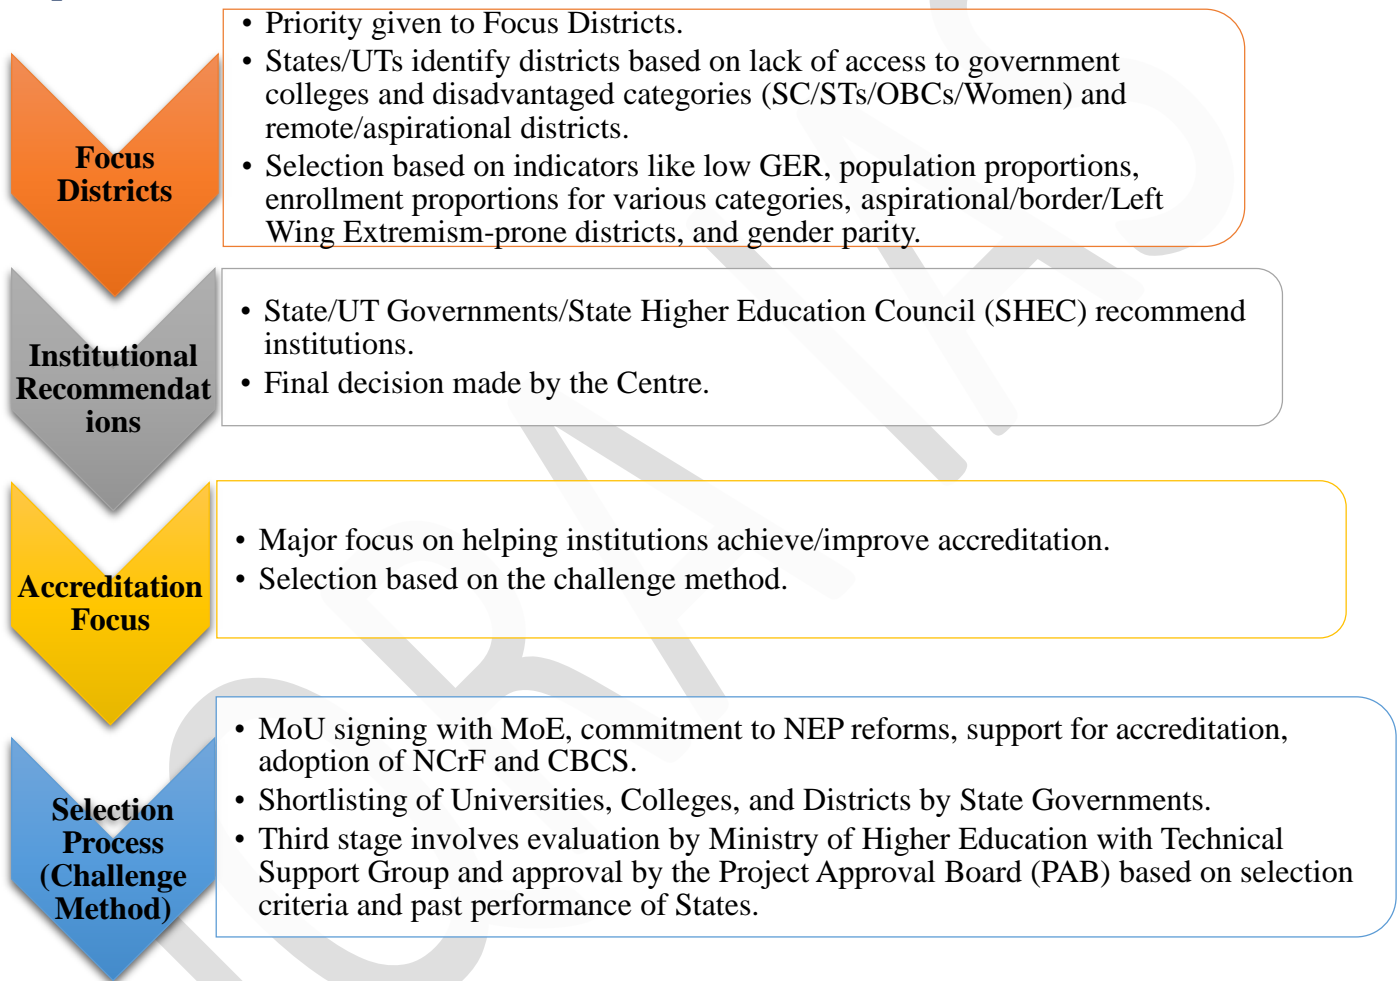 • Priority given to Focus Districts.
• States/UTs identify districts based on lack of access to government
colleges and disadvantaged categories (SC/STs/OBCs/Women) and
remote/aspirational districts.
• Selection based on indicators like low GER, population proportions,
enrollment proportions for various categories, aspirational/border/Left
Wing Extremism-prone districts, and gender parity.
Focus
Districts
• State/UT Governments/State Higher Education Council (SHEC) recommend
institutions.
• Final decision made by the Centre.
Institutional
Recommendat
ions
• Major focus on helping institutions achieve/improve accreditation.
• Selection based on the challenge method.
Accreditation
Focus
• MoU signing with MoE, commitment to NEP reforms, support for accreditation,
adoption of NCrF and CBCS.
• Shortlisting of Universities, Colleges, and Districts by State Governments.
• Third stage involves evaluation by Ministry of Higher Education with Technical
Support Group and approval by the Project Approval Board (PAB) based on selection
criteria and past performance of States.
Selection
Process
(Challenge
Method)